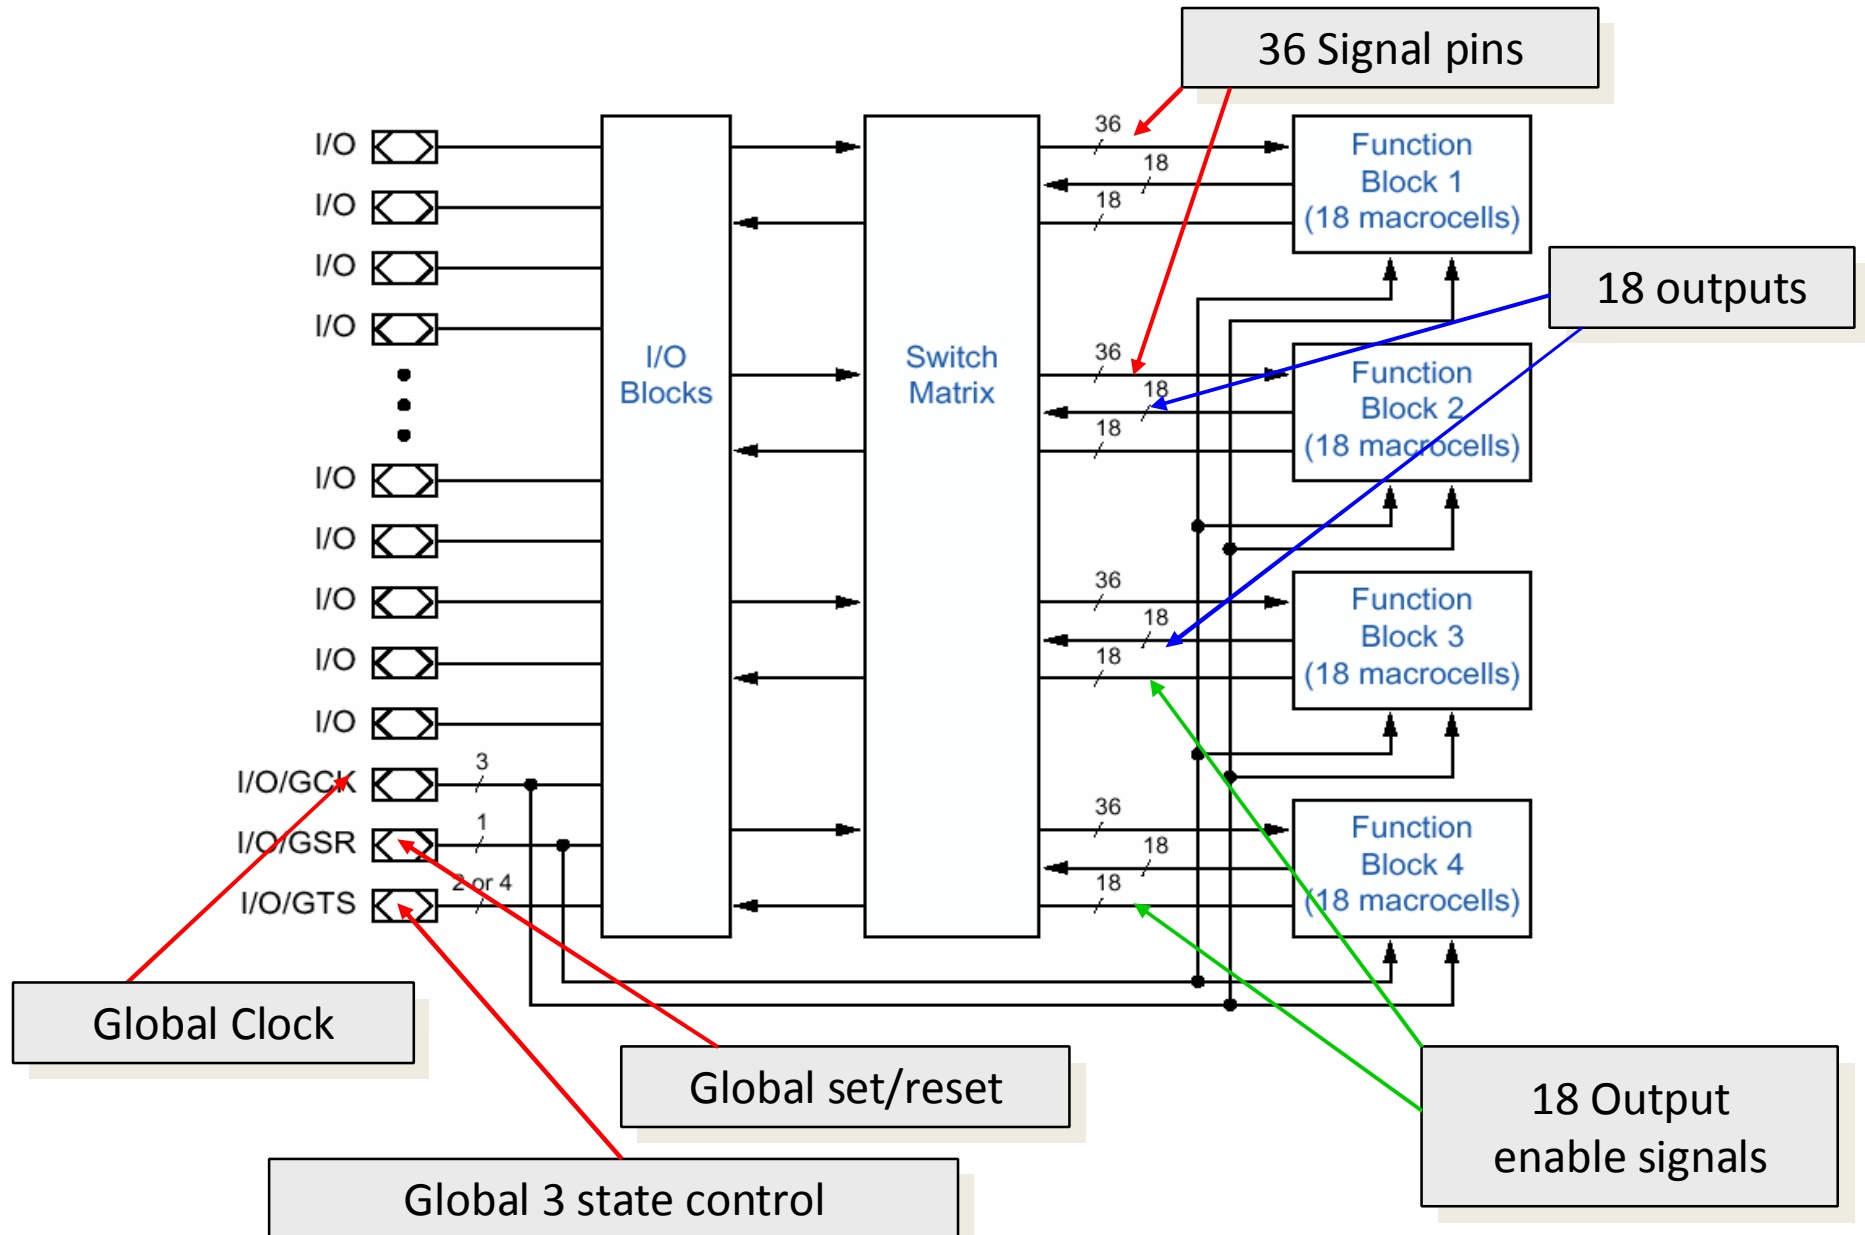 36 Signal pins
I/O
I/O
I/O
I/O
I/O
I/O
I/O
I/O
I/O
I/O/GCK
I/O/GSR
I/O/GTS
3
1
2 or 4
I/O
Blocks
Switch
Matrix
36
18
18
Function
Block 1
(18 macrocells)
18 outputs
36
18
18
Function
Block 2
(18 macrocells)
36
18
18
Function
Block 3
(18 macrocells)
36
18
18
Function
Block 4
(18 macrocells)
Global Clock
Global set/reset
Global 3 state control
18 Output
enable signals